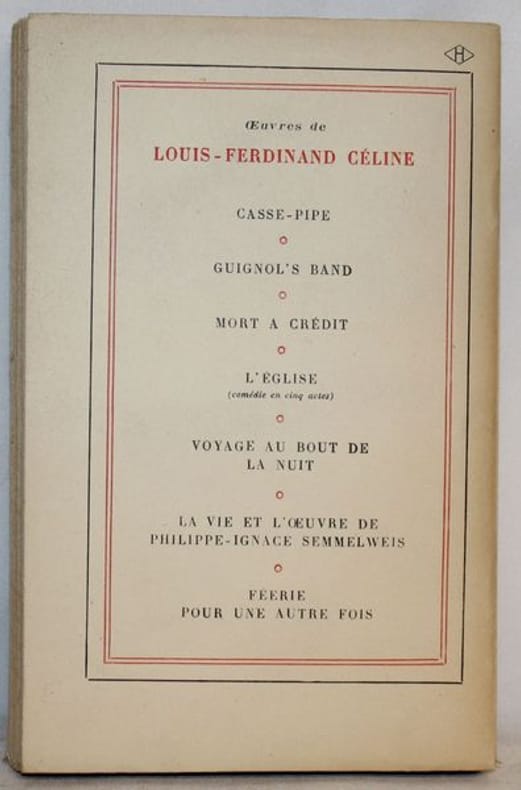 H
Œuvres de
LOUIS-FERDINAND CÉLINE
CASSE-PIPE
GUIGNOL'S BAND
MORT A CRÉDIT
L'ÉGLISE
(comédie en cinq actes)
VOYAGE AU BOUT DE
LA NUIT
LA VIE ET L'ŒUVRE DE
PHILIPPE-IGNACE SEMMELWEIS
FÉERIE
POUR UNE AUTRE FOIS